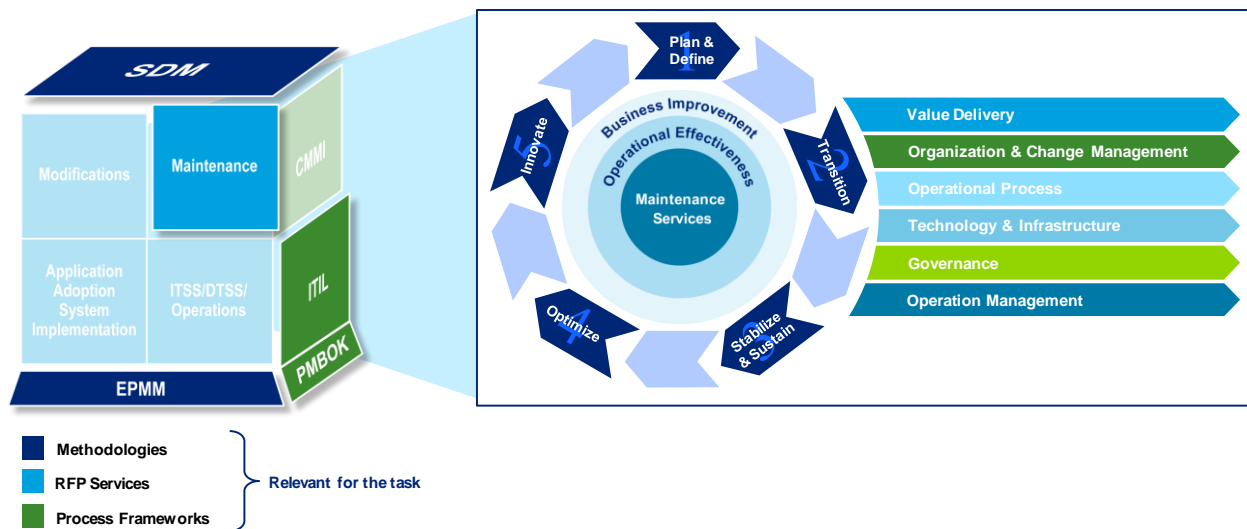 SDM
Modifications
Maintenance
CMMI
Application
Adoption
System
Implementation
ITSS/DTSS/
Operations
ITIL
PMBOK
EPMM
Methodologies
RFP Services
Process Frameworks
Relevant for the task
1
Plan &
Define
2
Transition
3
Stabilize
& Sustain
4
Optimize
5
Innovate
Business Improvement
Operational Effectiveness
Maintenance
Services
Value Delivery
Organization & Change Management
Operational Process
Technology & Infrastructure
Governance
Operation Management